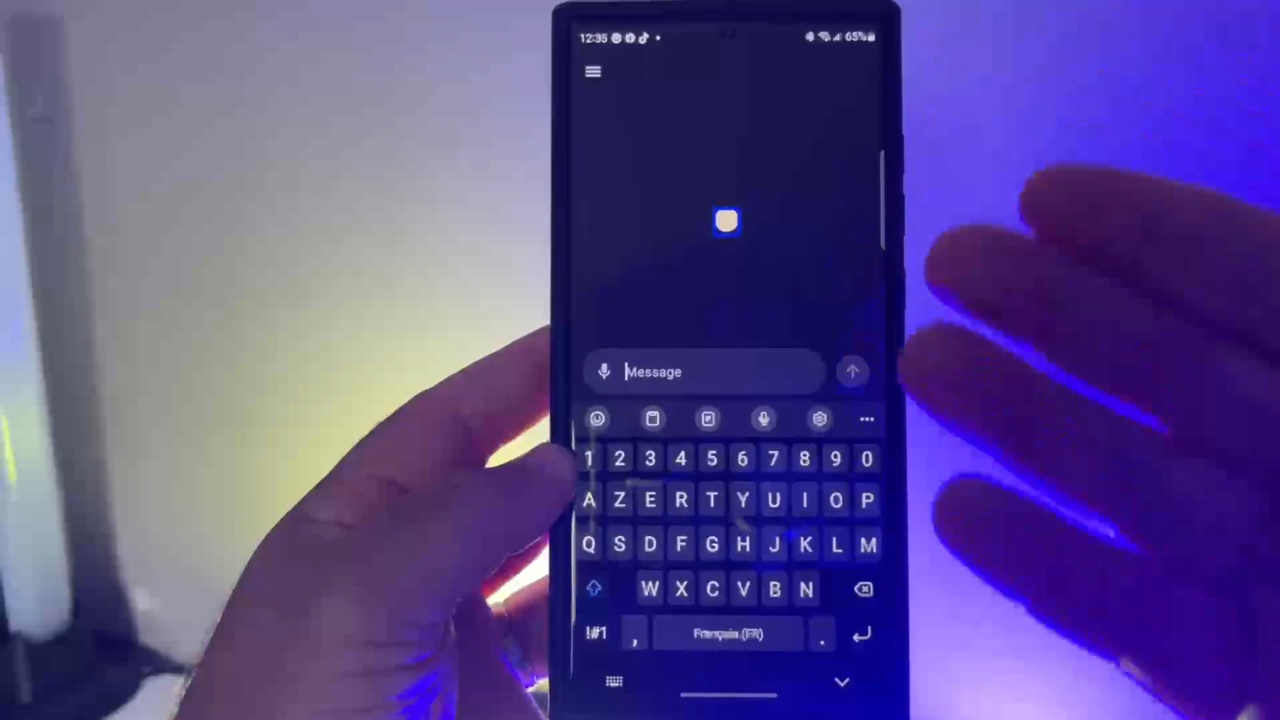 12:35 65%
Message
1 2 3 4 5 6 7 8 9 0
A Z E R T Y U I O P
Q S D F G H J K L M
W X C V B N
!#1 , Français (FR) .